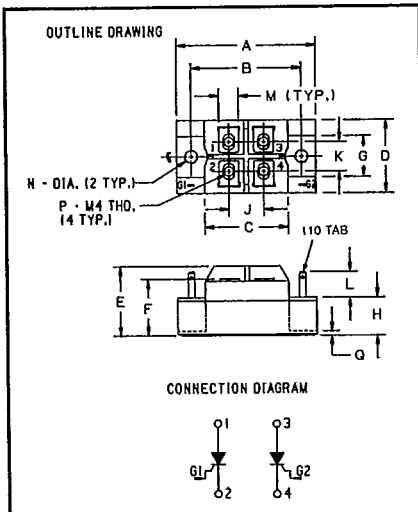 OUTLINE DRAWING
A
B
M (TYP.)
1 3
2 4
K G D
N - DIA. (2 TYP.)
G1 G2
P - M4 THD.
(4 TYP.)
J
C
110 TAB
E
F
L
H
Q
CONNECTION DIAGRAM
1 3
G1 G2
2 4